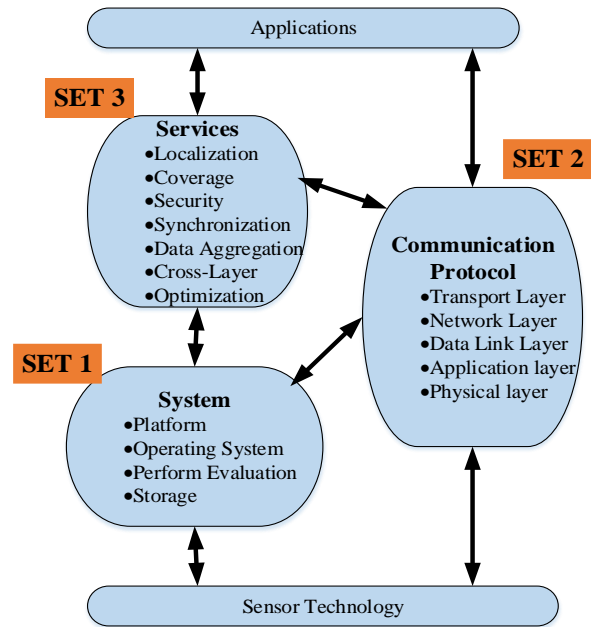 Applications
SET 3
Services
•Localization
•Coverage
•Security
•Synchronization
•Data Aggregation
•Cross-Layer
•Optimization
SET 2
Communication
Protocol
•Transport Layer
•Network Layer
•Data Link Layer
•Application layer
•Physical layer
SET 1
System
•Platform
•Operating System
•Perform Evaluation
•Storage
Sensor Technology